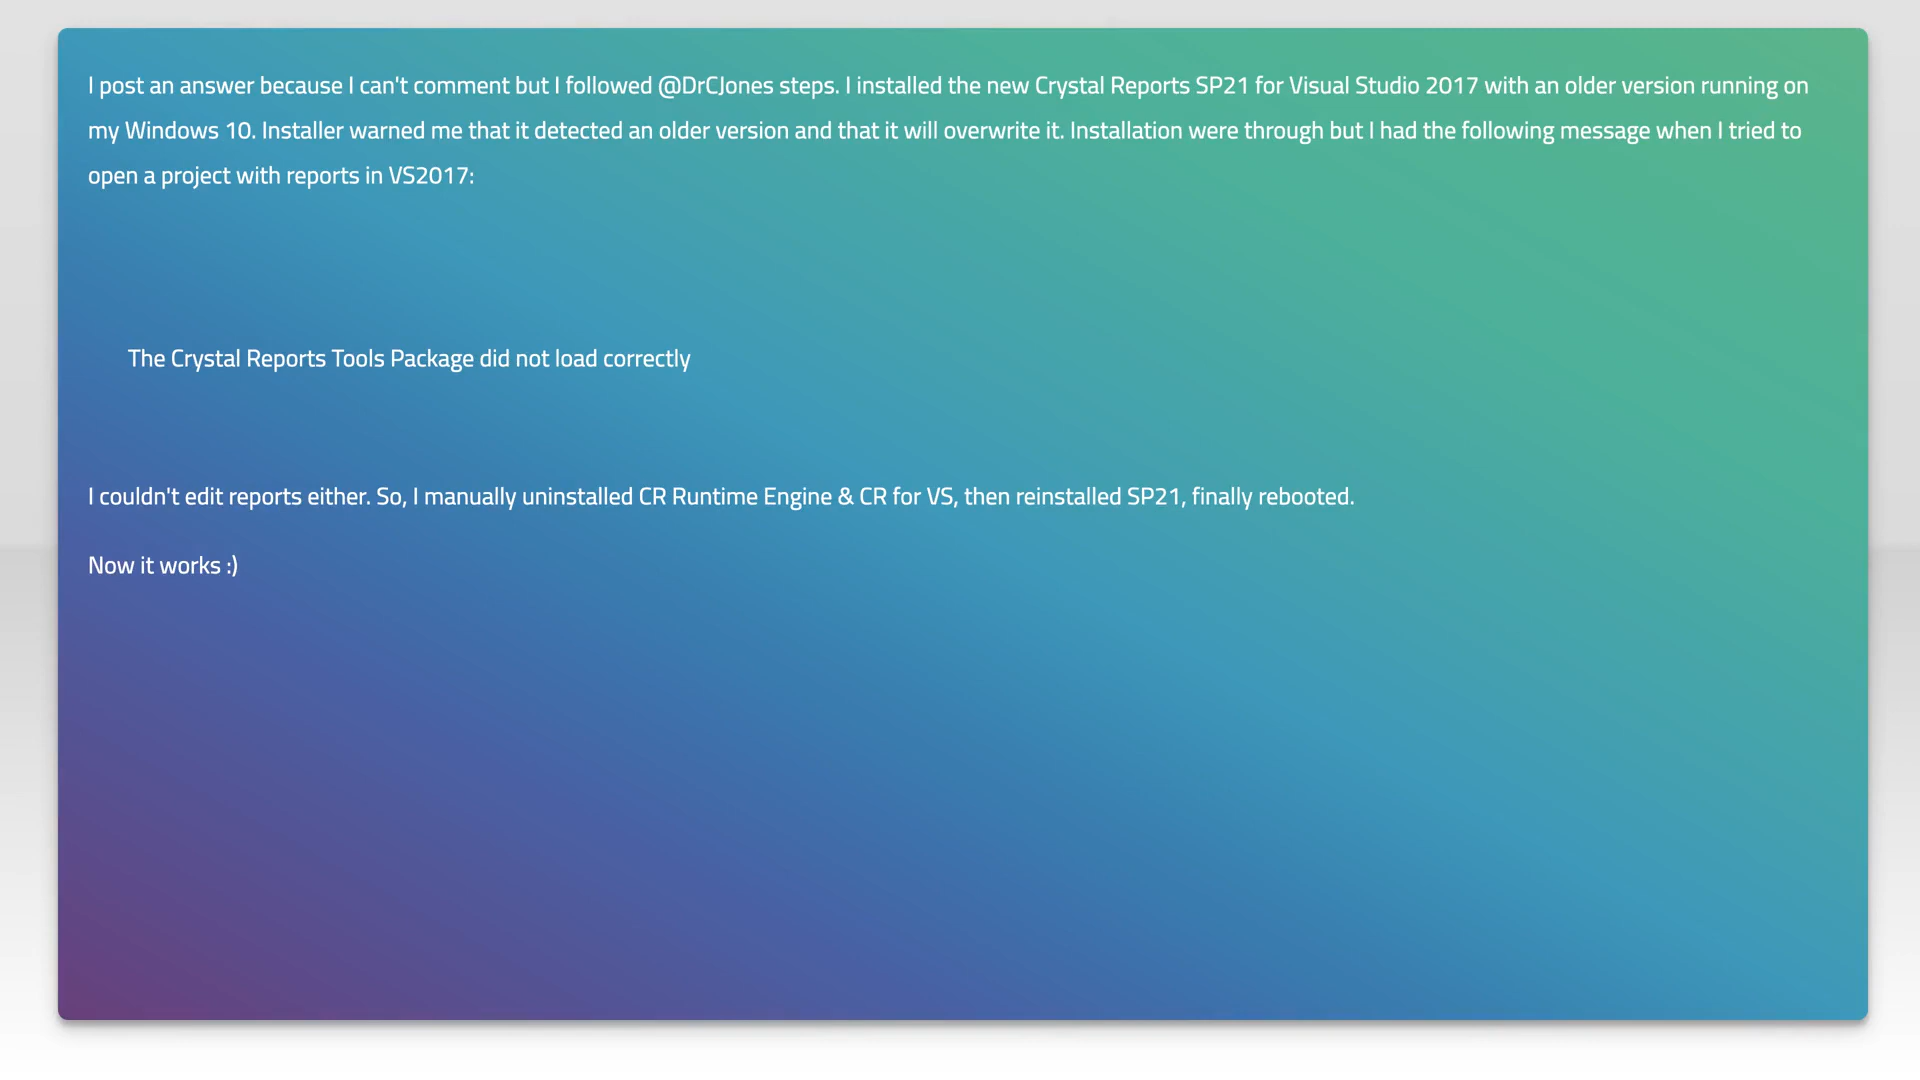 I post an answer because I can't comment but I followed @DrCJones steps. I installed the new Crystal Reports SP21 for Visual Studio 2017 with an older version running on
my Windows 10. Installer warned me that it detected an older version and that it will overwrite it. Installation were through but I had the following message when I tried to
open a project with reports in VS2017:
The Crystal Reports Tools Package did not load correctly
I couldn't edit reports either. So, I manually uninstalled CR Runtime Engine & CR for VS, then reinstalled SP21, finally rebooted.
Now it works :)